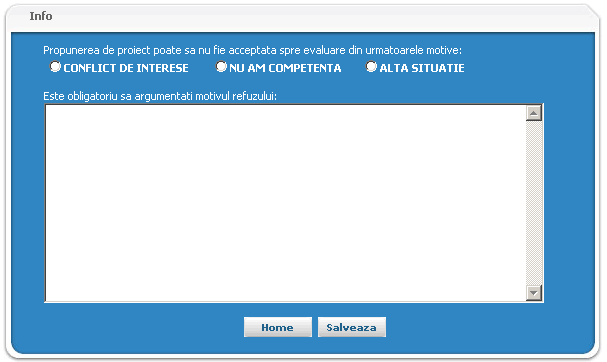 Info
Propunerea de proiect poate sa nu fie acceptata spre evaluare din urmatoarele motive:
CONFLICT DE INTERESE NU AM COMPETENTA ALTA SITUATIE
Este obligatoriu sa argumentati motivul refuzului:
Home Salveaza